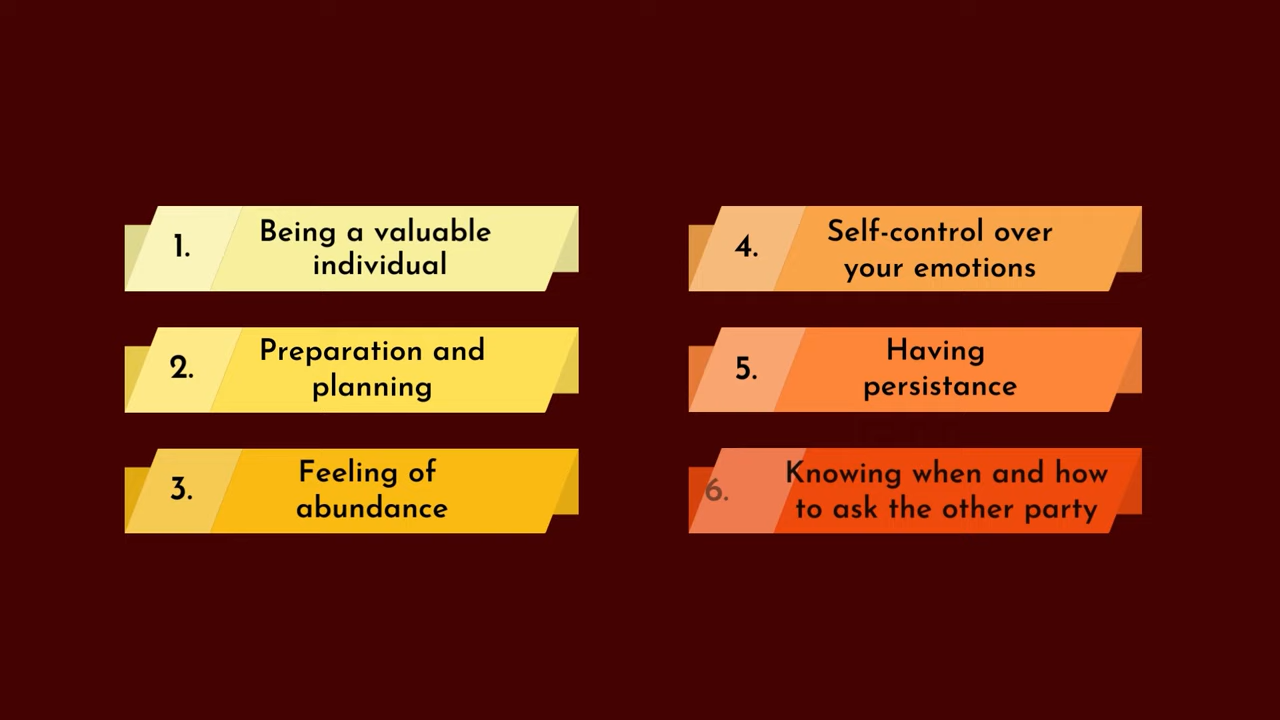 1.
Being a valuable
individual
2.
Preparation and
planning
3.
Feeling of
abundance
4.
Self-control over
your emotions
5.
Having
persistance
6.
Knowing when and how
to ask the other party